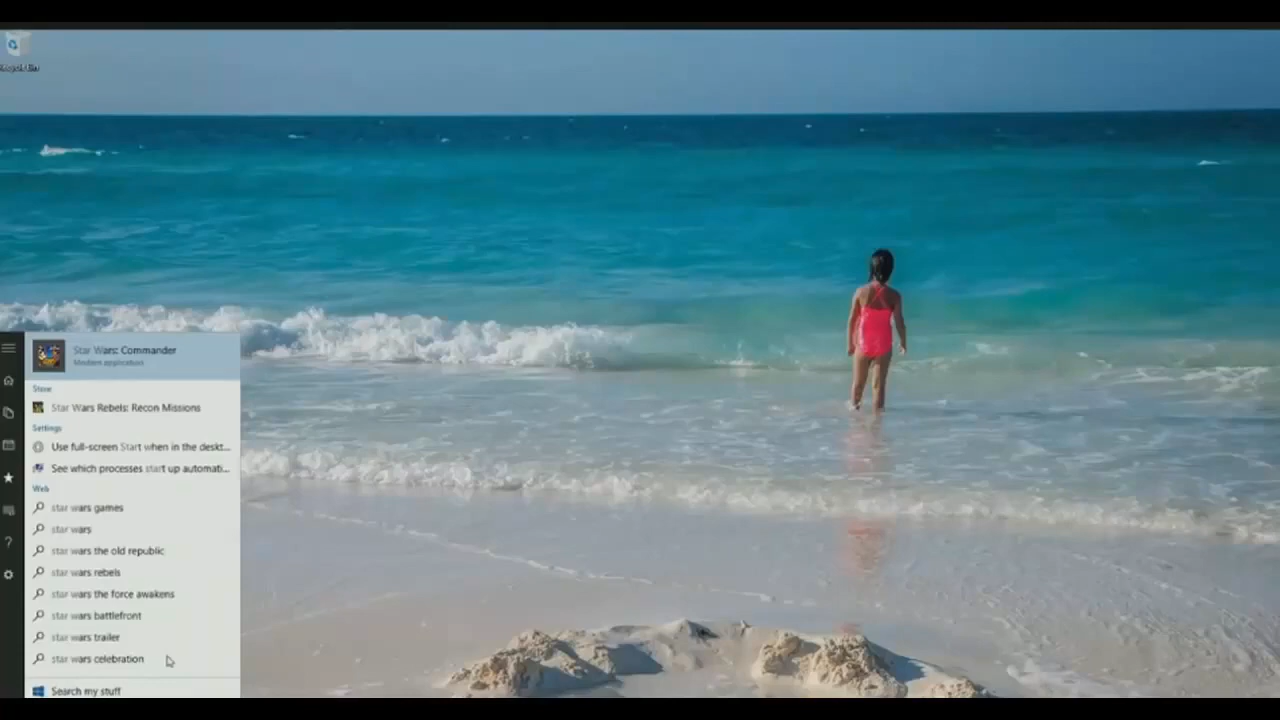 Recycle Bin
Star Wars: Commander
Modern application
Store
Star Wars Rebels: Recon Missions
Settings
Use full-screen Start when in the deskt...
See which processes start up automati...
Web
star wars games
star wars
star wars the old republic
star wars rebels
star wars the force awakens
star wars battlefront
star wars trailer
star wars celebration
?
Search my stuff